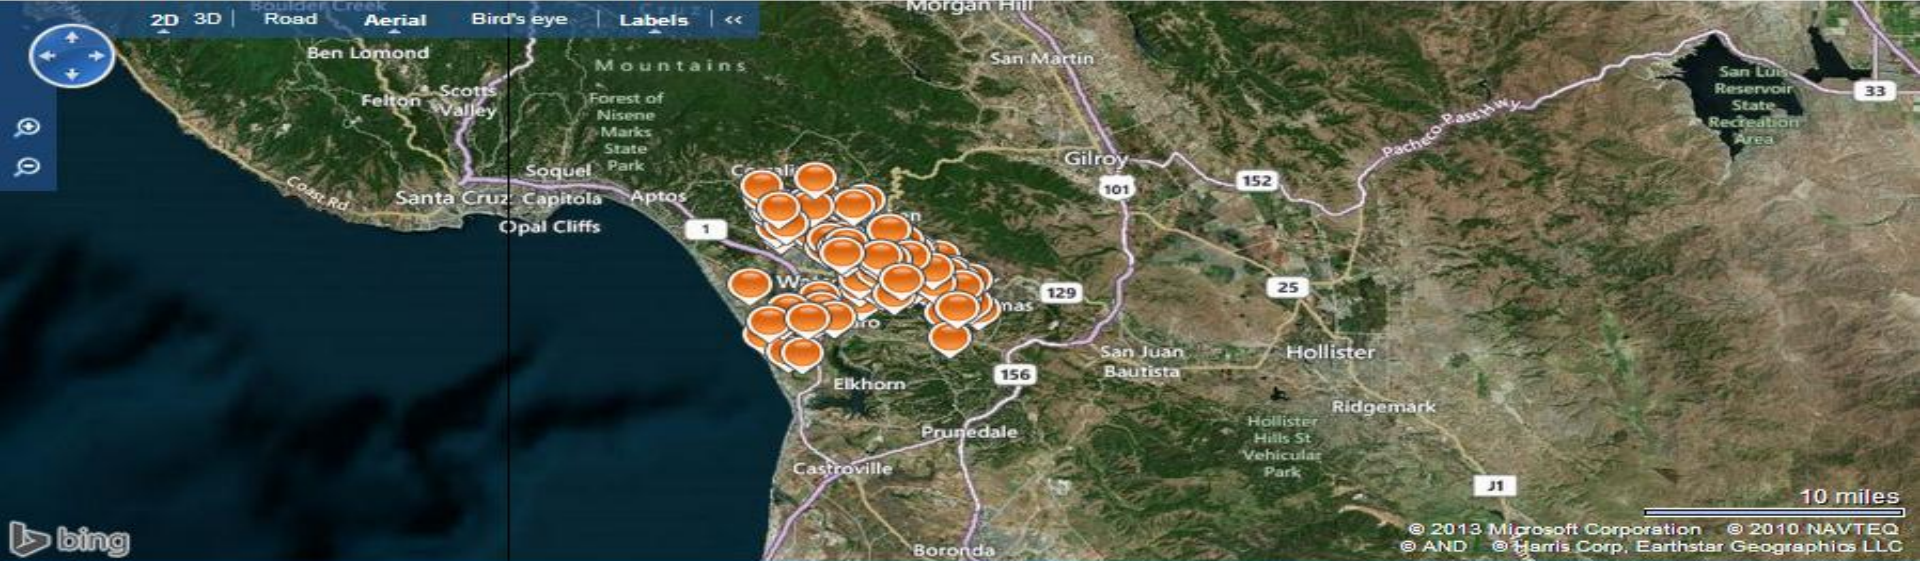 Boulder Creek
Morgan Hill
2D 3D | Road Aerial Bird's eye | Labels | <<
Ben Lomond
Mountains
San Martin
Felton
Scotts
Valley
Forest of
Nisene
Marks
State
Park
San Luis
Reservoir
State
Recreation
Area
33
Pacheco Pass Hwy
Gilroy
101
152
Soquel
Coast Rd
Santa Cruz
Capitola
Aptos
Opal Cliffs
1
129
25
San Juan
Bautista
Hollister
156
Elkhorn
Ridgemark
Prunedale
Hollister
Hills St
Vehicular
Park
Castroville
J1
10 miles
Boronda
bing
© 2013 Microsoft Corporation © 2010 NAVTEQ
© AND © Harris Corp, Earthstar Geographics LLC